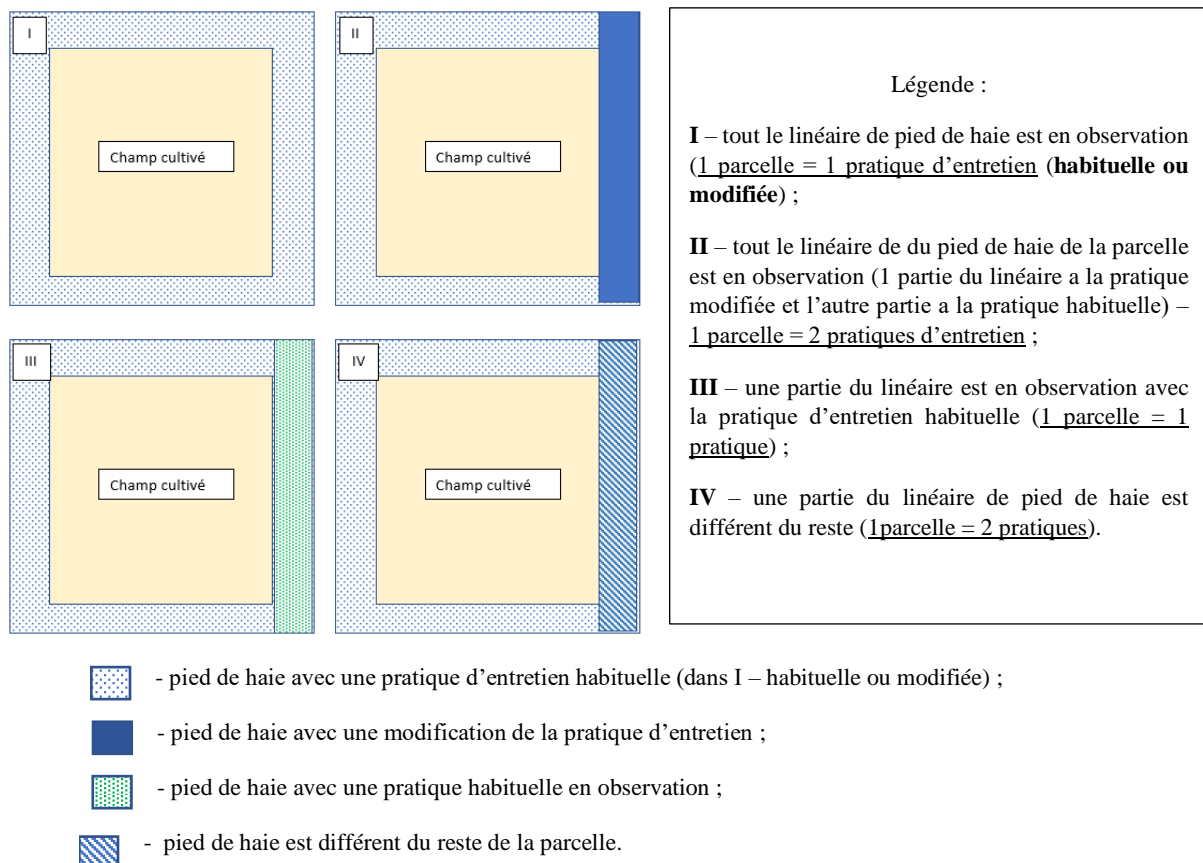 I
II
Champ cultivé
Champ cultivé
III
IV
Champ cultivé
Champ cultivé
Légende :
I – tout le linéaire de pied de haie est en observation
(1 parcelle = 1 pratique d’entretien (habituelle ou
modifiée) ;
II – tout le linéaire de du pied de haie de la parcelle
est en observation (1 partie du linéaire a la pratique
modifiée et l’autre partie a la pratique habituelle) –
1 parcelle = 2 pratiques d’entretien ;
III – une partie du linéaire est en observation avec
la pratique d’entretien habituelle (1 parcelle = 1
pratique) ;
IV – une partie du linéaire de pied de haie est
différent du reste (1parcelle = 2 pratiques).
- pied de haie avec une pratique d’entretien habituelle (dans I – habituelle ou modifiée) ;
- pied de haie avec une modification de la pratique d’entretien ;
- pied de haie avec une pratique habituelle en observation ;
- pied de haie est différent du reste de la parcelle.